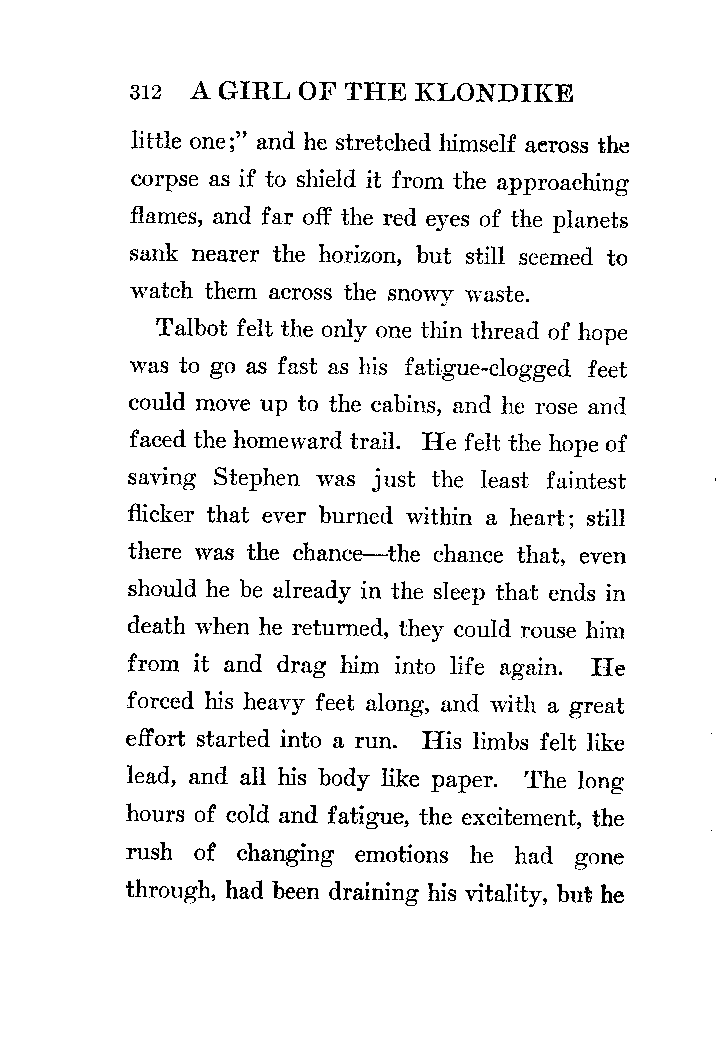 312 A GIRL OF THE KLONDIKE
little one;” and he stretched himself across the
corpse as if to shield it from the approaching
flames, and far off the red eyes of the planets
sank nearer the horizon, but still seemed to
watch them across the snowy waste.
Talbot felt the only one thin thread of hope
was to go as fast as his fatigue-clogged feet
could move up to the cabins, and he rose and
faced the homeward trail. He felt the hope of
saving Stephen was just the least faintest
flicker that ever burned within a heart; still
there was the chance—the chance that, even
should he be already in the sleep that ends in
death when he returned, they could rouse him
from it and drag him into life again. He
forced his heavy feet along, and with a great
effort started into a run. His limbs felt like
lead, and all his body like paper. The long
hours of cold and fatigue, the excitement, the
rush of changing emotions he had gone
through, had been draining his vitality, but he